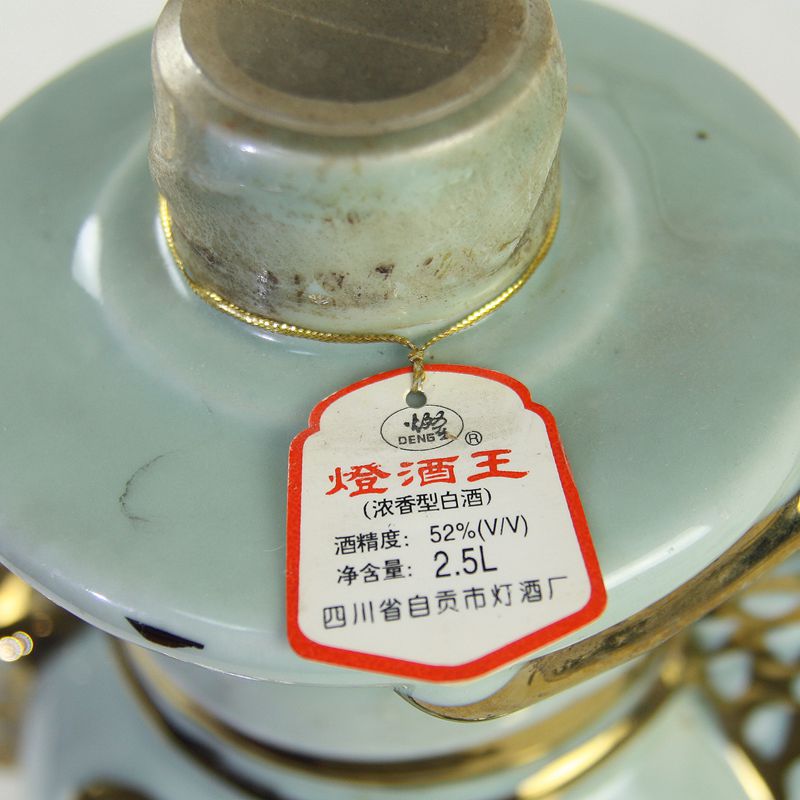 燈
DENG
®
燈酒王
(浓香型白酒)
酒精度: 52%(V/V)
净含量: 2.5L
四川省自贡市灯酒厂